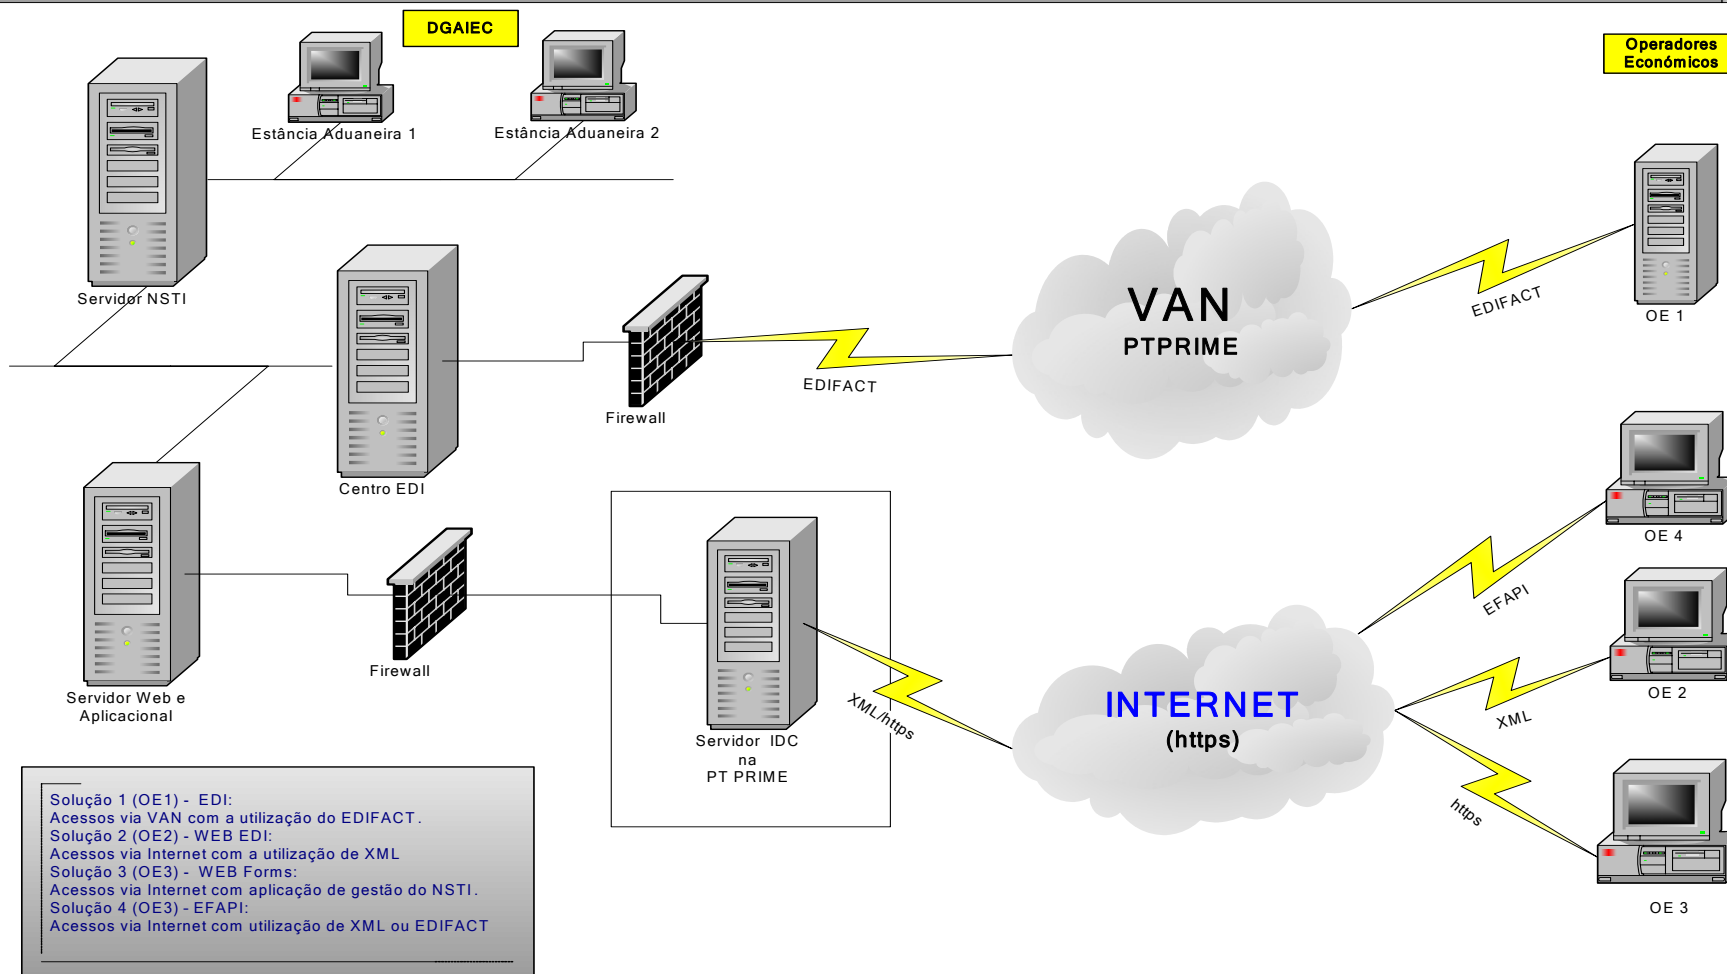 DGAIEC
Operadores
Económicos
Estância Aduaneira 1
Estância Aduaneira 2
Servidor NSTI
OE 1
VAN
PTPRIME
EDIFACT
EDIFACT
Firewall
Centro EDI
OE 4
EFAPI
Firewall
Servidor Web e
Aplicacional
XML/https
Servidor IDC
na
PT PRIME
INTERNET
(https)
OE 2
XML
https
OE 3
Solução 1 (OE1) - EDI:
Acessos via VAN com a utilização do EDIFACT.
Solução 2 (OE2) - WEB EDI:
Acessos via Internet com a utilização de XML
Solução 3 (OE3) - WEB Forms:
Acessos via Internet com aplicação de gestão do NSTI.
Solução 4 (OE3) - EFAPI:
Acessos via Internet com utilização de XML ou EDIFACT